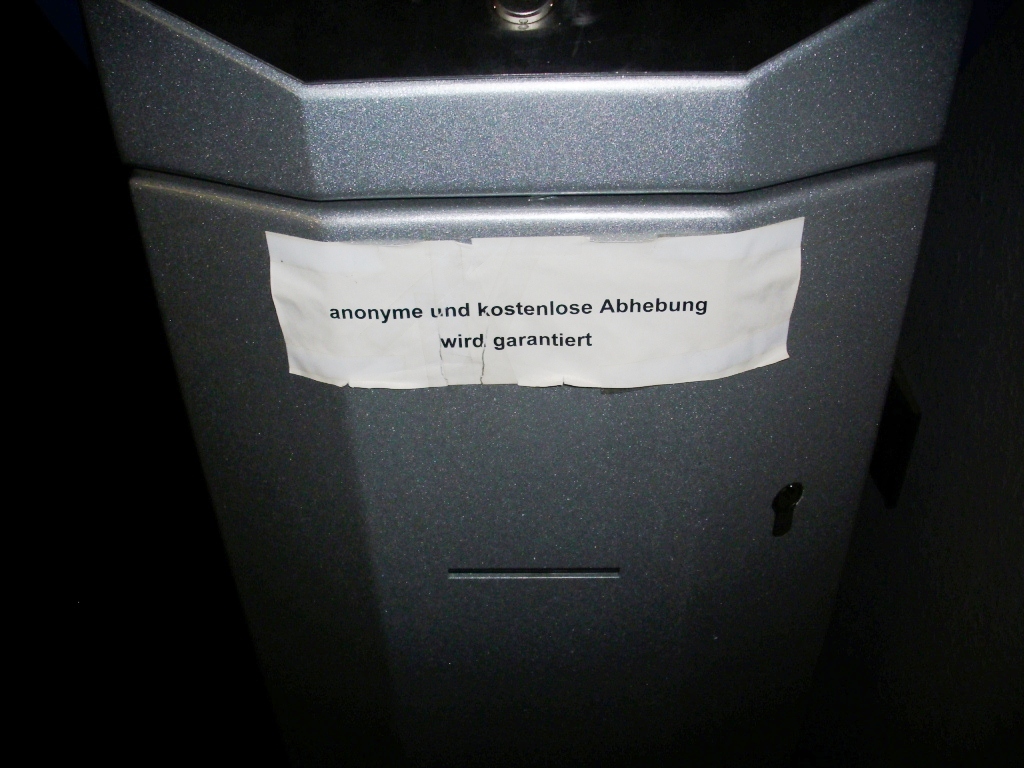 anonyme und kostenlose Abhebung
wird garantiert